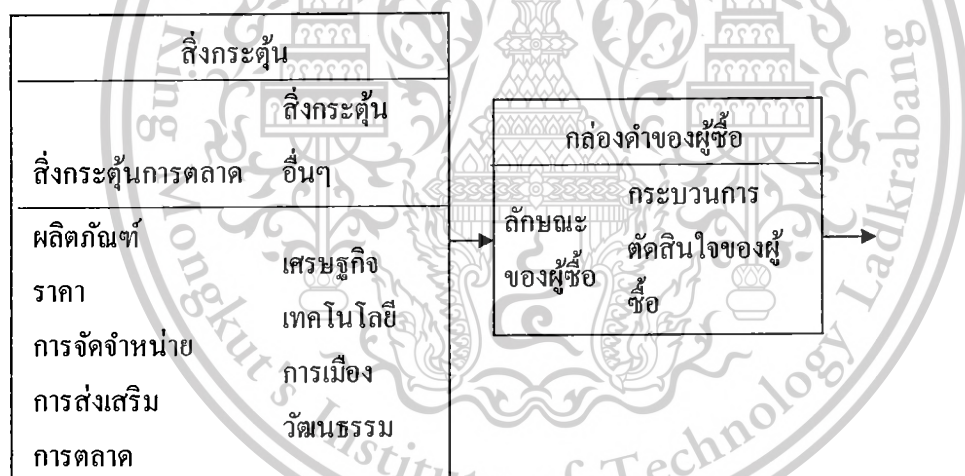 สิ่งกระตุ้น
สิ่งกระตุ้นการตลาด
สิ่งกระตุ้น
อื่นๆ
ผลิตภัณฑ์
ราคา
การจัดจำหน่าย
การส่งเสริม
การตลาด
เศรษฐกิจ
เทคโนโลยี
การเมือง
วัฒนธรรม
กล่องดำของผู้ซื้อ
ลักษณะ
ของผู้ซื้อ
กระบวนการ
ตัดสินใจของผู้
ซื้อ